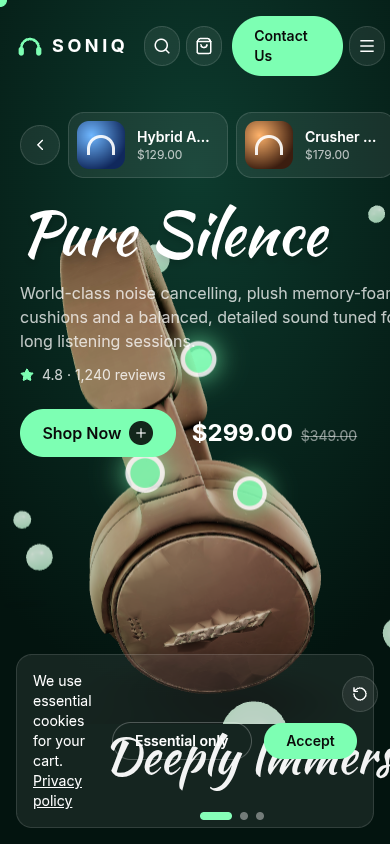 SONIQ
Contact
Us
Hybrid A...
$129.00
Crusher ...
$179.00
Pure Silence
World-class noise cancelling, plush memory-foam
cushions and a balanced, detailed sound tuned fo
long listening sessions.
4.8 · 1,240 reviews
Shop Now
$299.00 $349.00
We use
essential
cookies
for your
cart.
Privacy
policy
Essential only
Accept
Deeply Immers